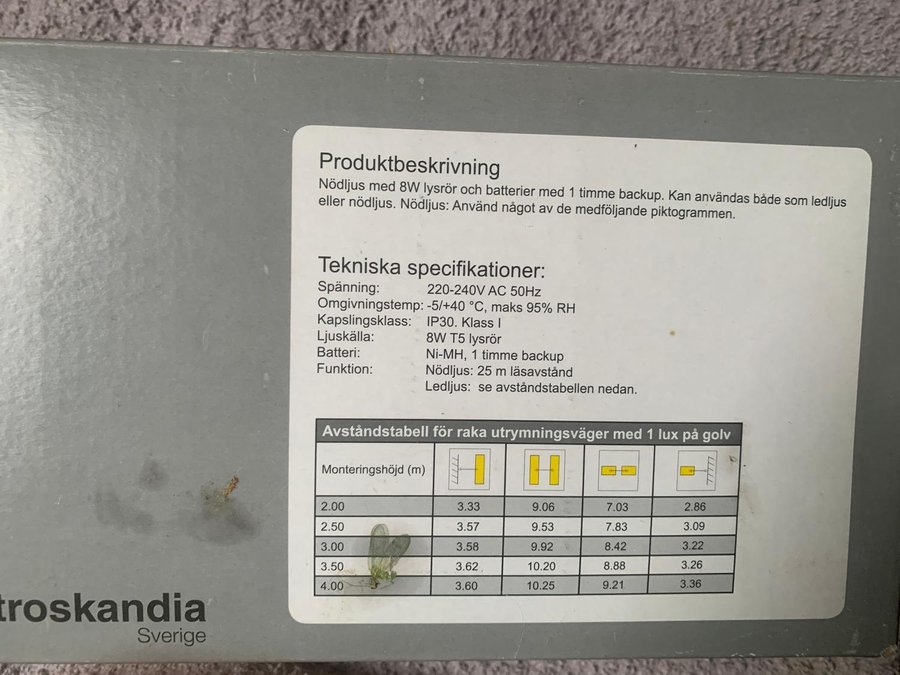 Produktbeskrivning
Nödljus med 8W lysrör och batterier med 1 timme backup. Kan användas både som ledljus
eller nödljus. Nödljus: Använd något av de medföljande piktogrammen.
Tekniska specifikationer:
Spänning: 220-240V AC 50Hz
Omgivningstemp: -5/+40 °C, maks 95% RH
Kapslingsklass: IP30. Klass I
Ljuskälla: 8W T5 lysrör
Batteri: Ni-MH, 1 timme backup
Funktion: Nödljus: 25 m läsavstånd
Ledljus: se avståndstabellen nedan.
Avståndstabell för raka utrymningsväger med 1 lux på golv
Monteringshöjd (m)
2.00 3.33 9.06 7.03 2.86
2.50 3.57 9.53 7.83 3.09
3.00 3.58 9.92 8.42 3.22
3.50 3.62 10.20 8.88 3.26
4.00 3.60 10.25 9.21 3.36
troskandia
Sverige